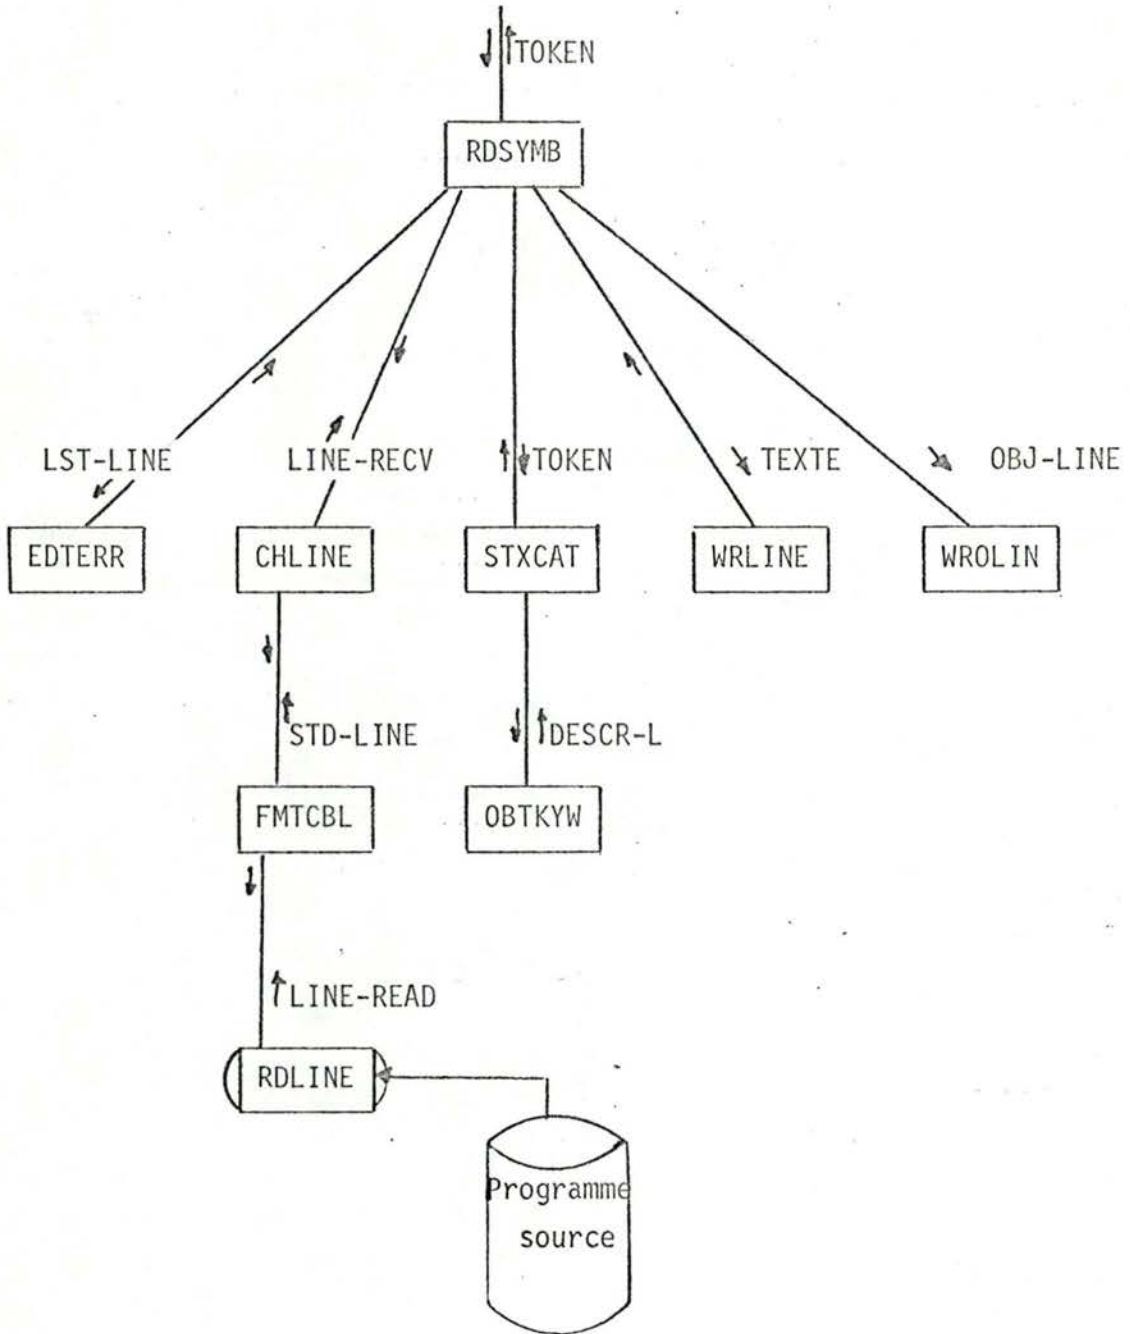 TOKEN
RDSYMB
LST-LINE
LINE-RECV
TOKEN
TEXTE
OBJ-LINE
EDTERR
CHLINE
STXCAT
WRLINE
WROLIN
STD-LINE
DESCR-L
FMTCBL
OBTKYW
LINE-READ
RDLINE
Programme
source